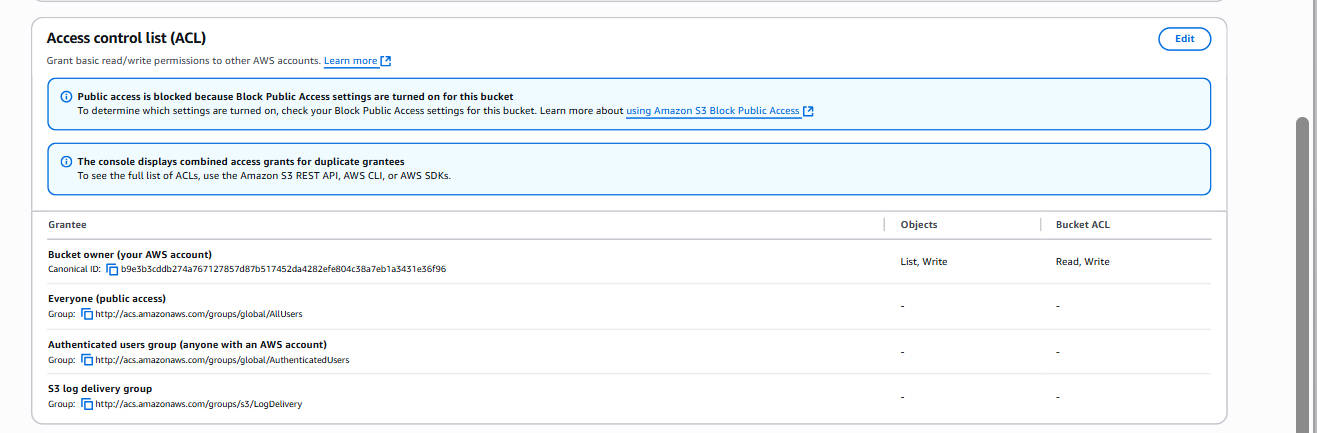 Access control list (ACL)
Edit
Grant basic read/write permissions to other AWS accounts. Learn more
Public access is blocked because Block Public Access settings are turned on for this bucket
To determine which settings are turned on, check your Block Public Access settings for this bucket. Learn more about using Amazon S3 Block Public Access
The console displays combined access grants for duplicate grantees
To see the full list of ACLs, use the Amazon S3 REST API, AWS CLI, or AWS SDKs.
Grantee Objects Bucket ACL
Bucket owner (your AWS account)
Canonical ID: b9e3b3cddb274a767127857d87b517452da4282efe804c38a7eb1a3431e36f96
List, Write Read, Write
Everyone (public access)
Group: http://acs.amazonaws.com/groups/global/AllUsers
- -
Authenticated users group (anyone with an AWS account)
Group: http://acs.amazonaws.com/groups/global/AuthenticatedUsers
- -
S3 log delivery group
Group: http://acs.amazonaws.com/groups/s3/LogDelivery
- -